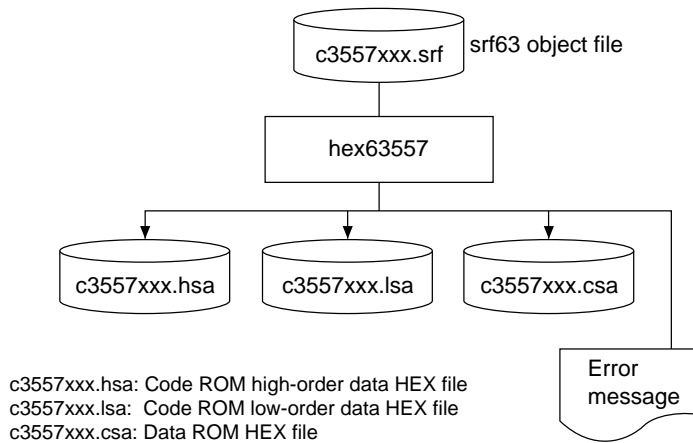 c3557xxx.srf
srf63 object file
hex63557
c3557xxx.hsa
c3557xxx.lsa
c3557xxx.csa
Error
message
c3557xxx.hsa: Code ROM high-order data HEX file
c3557xxx.lsa: Code ROM low-order data HEX file
c3557xxx.csa: Data ROM HEX file